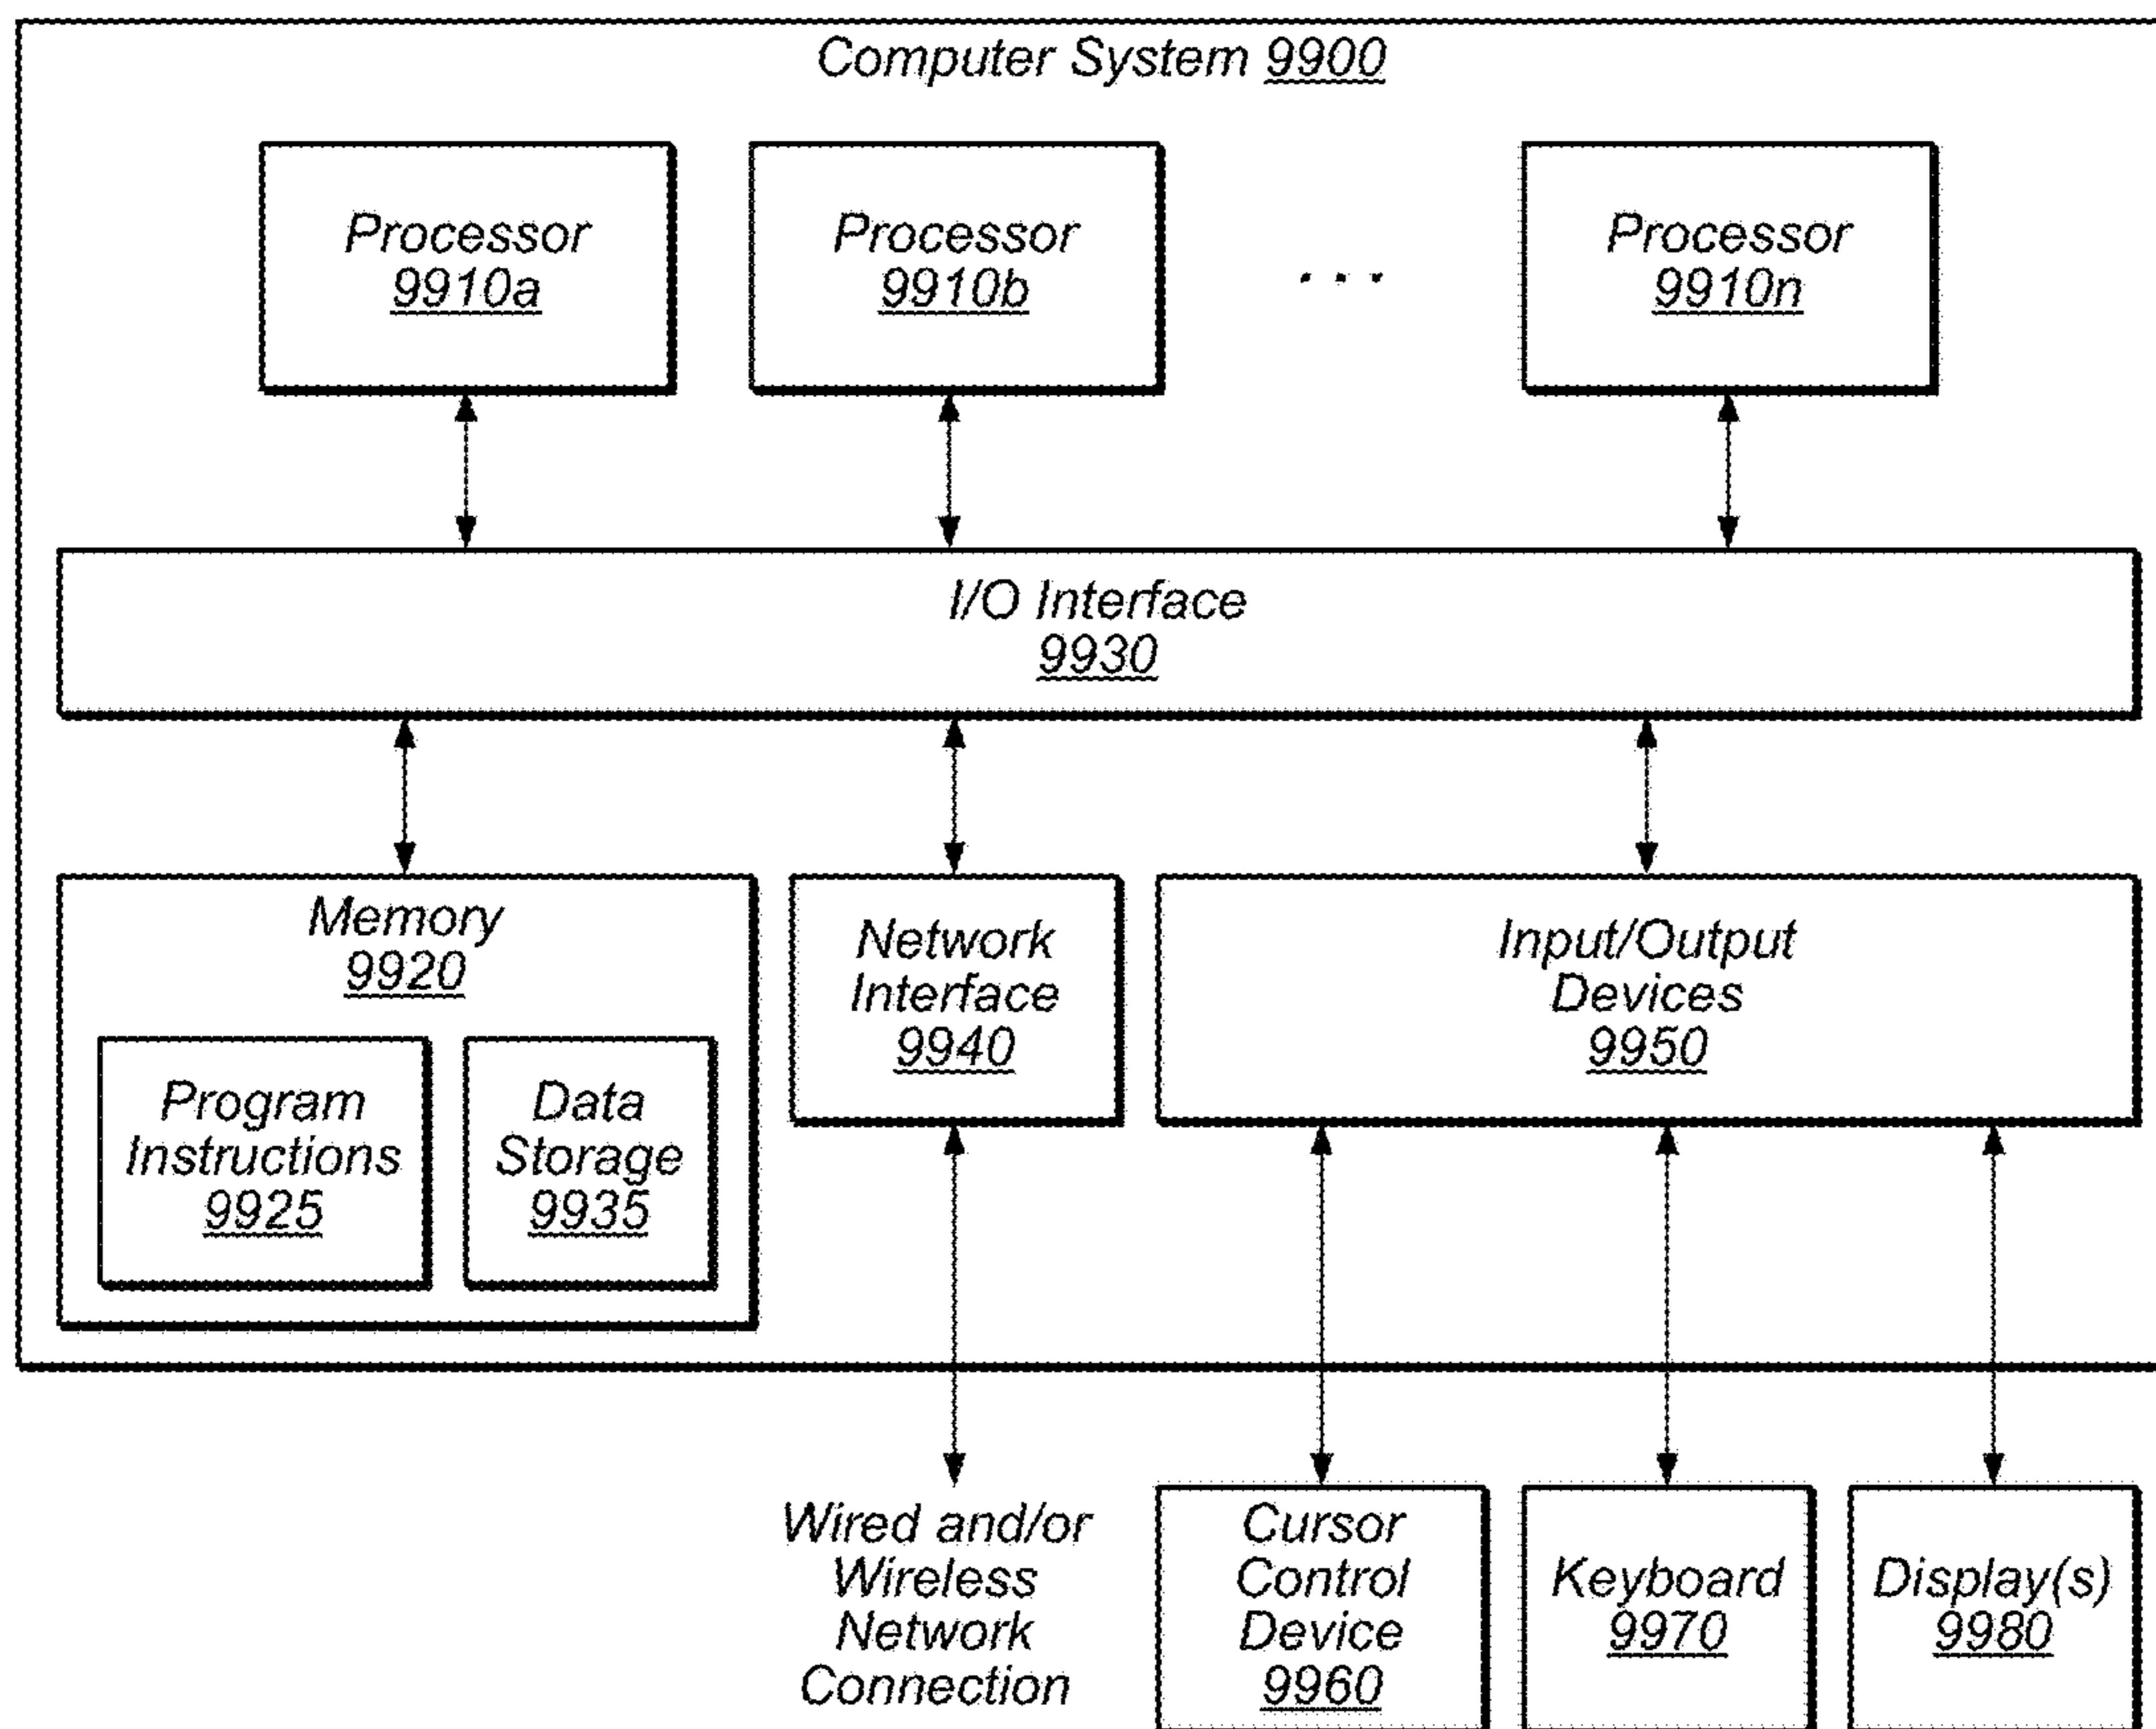 Computer System 9900
Processor
9910a
Processor
9910b
. . .
Processor
9910n
I/O Interface
9930
Memory
9920
Program
Instructions
9925
Data
Storage
9935
Network
Interface
9940
Input/Output
Devices
9950
Wired and/or
Wireless
Network
Connection
Cursor
Control
Device
9960
Keyboard
9970
Display(s)
9980